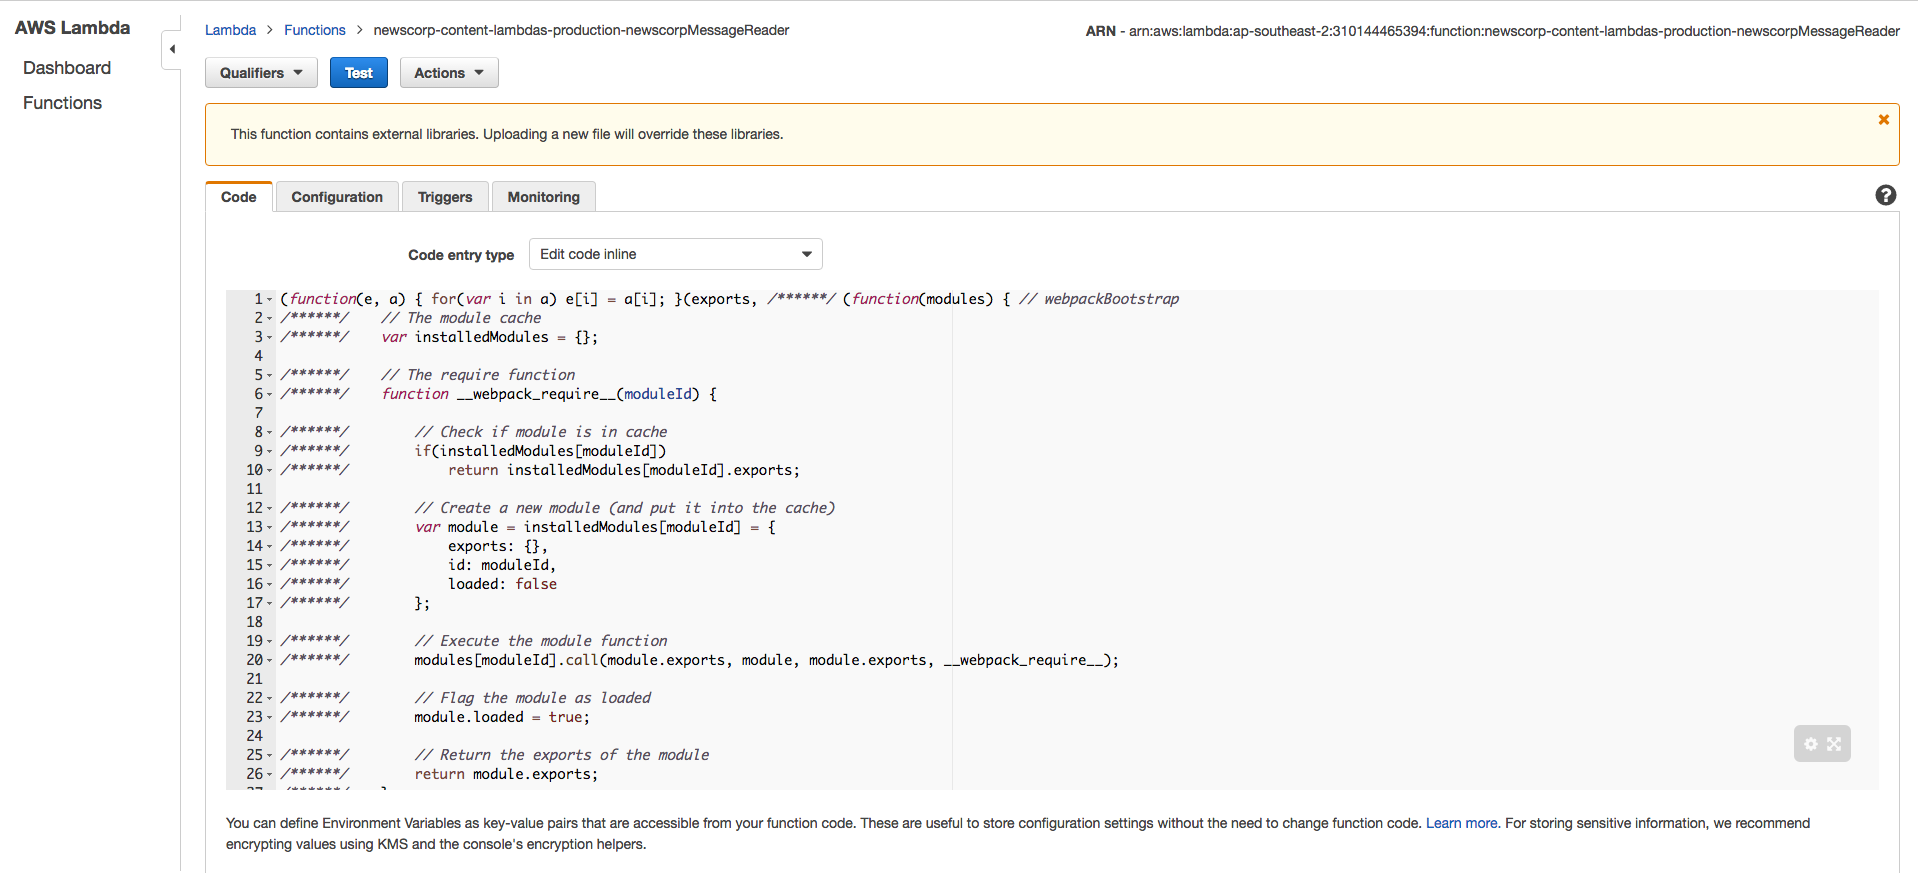 AWS Lambda
Dashboard
Functions
Lambda > Functions > newscorp-content-lambdas-production-newscorpMessageReader
ARN - arn:aws:lambda:ap-southeast-2:310144465394:function:newscorp-content-lambdas-production-newscorpMessageReader
Qualifiers Test Actions
This function contains external libraries. Uploading a new file will override these libraries.
Code Configuration Triggers Monitoring
Code entry type Edit code inline
1 (function(e, a) { for(var i in a) e[i] = a[i]; }(exports, /******/ (function(modules) { // webpackBootstrap
2 /******/ // The module cache
3 /******/ var installedModules = {};
4
5 /******/ // The require function
6 /******/ function __webpack_require__(moduleId) {
7
8 /******/ // Check if module is in cache
9 /******/ if(installedModules[moduleId])
10 /******/ return installedModules[moduleId].exports;
11
12 /******/ // Create a new module (and put it into the cache)
13 /******/ var module = installedModules[moduleId] = {
14 /******/ exports: {},
15 /******/ id: moduleId,
16 /******/ loaded: false
17 /******/ };
18
19 /******/ // Execute the module function
20 /******/ modules[moduleId].call(module.exports, module, module.exports, __webpack_require__);
21
22 /******/ // Flag the module as loaded
23 /******/ module.loaded = true;
24
25 /******/ // Return the exports of the module
26 /******/ return module.exports;
You can define Environment Variables as key-value pairs that are accessible from your function code. These are useful to store configuration settings without the need to change function code. Learn more. For storing sensitive information, we recommend
encrypting values using KMS and the console's encryption helpers.